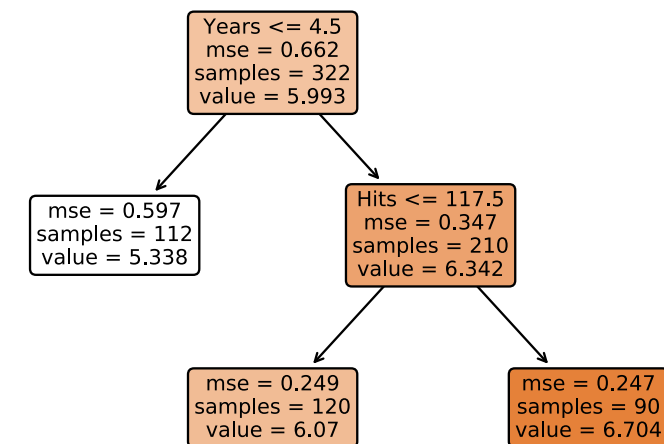 Years <= 4.5
mse = 0.662
samples = 322
value = 5.993
mse = 0.597
samples = 112
value = 5.338
Hits <= 117.5
mse = 0.347
samples = 210
value = 6.342
mse = 0.249
samples = 120
value = 6.07
mse = 0.247
samples = 90
value = 6.704